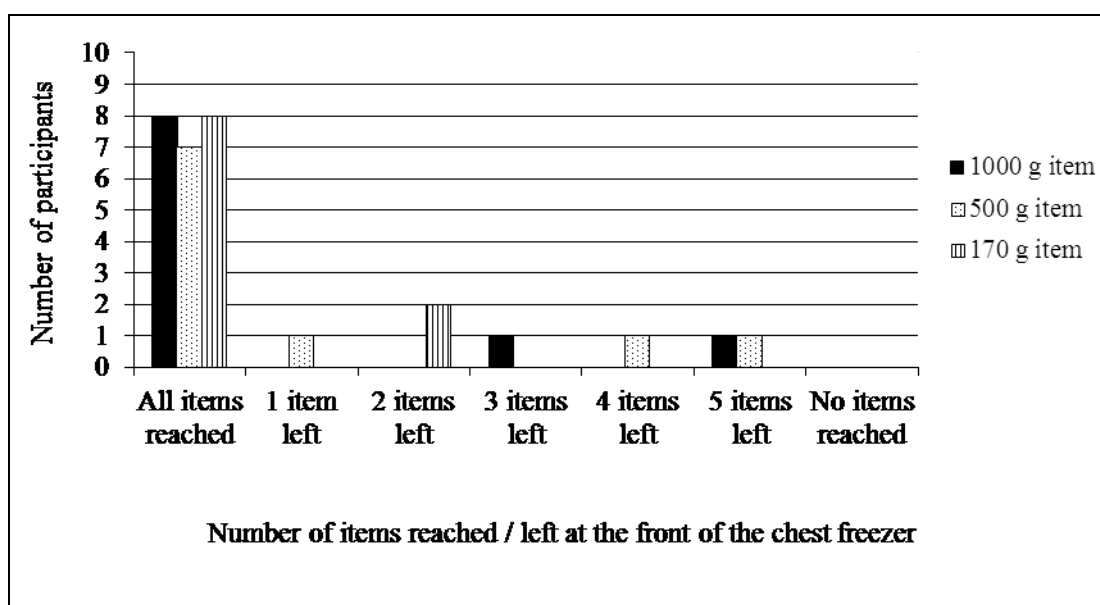 10
9
8
7
6
5
4
3
2
1
0
Number of participants
All items reached
1 item left
2 items left
3 items left
4 items left
5 items left
No items reached
Number of items reached / left at the front of the chest freezer
1000 g item
500 g item
170 g item